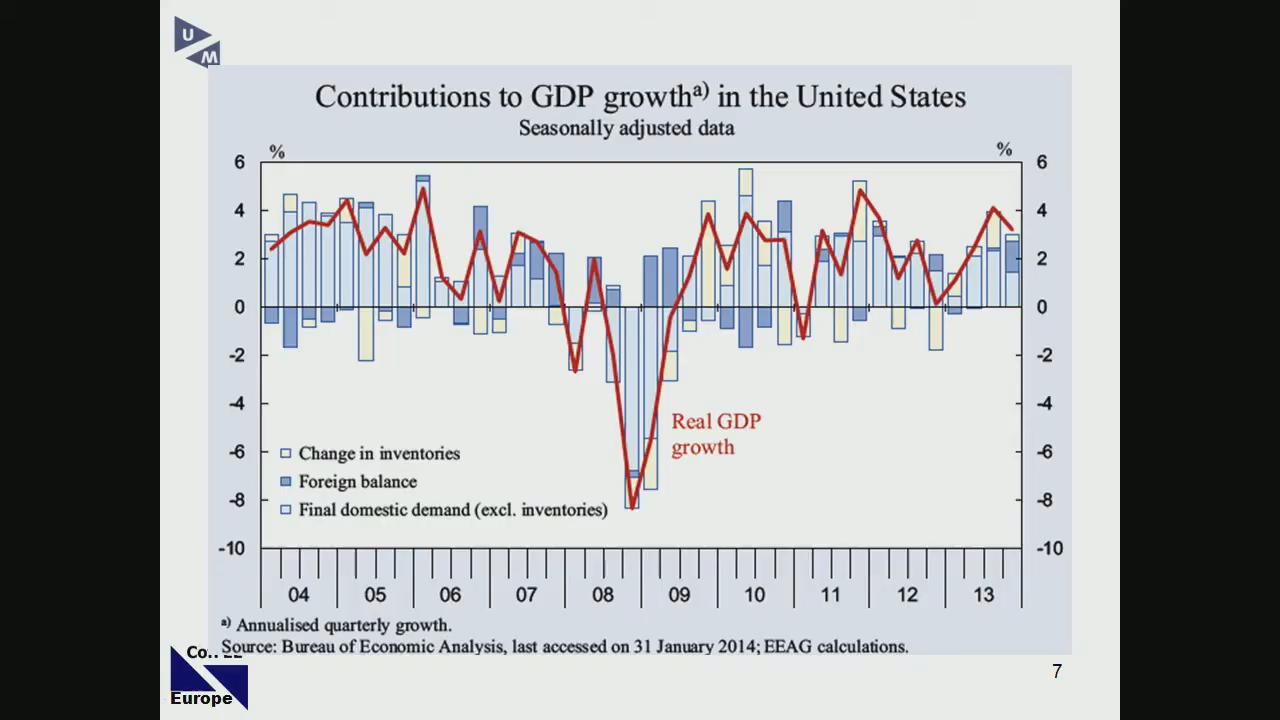 U
M
Contributions to GDP growthᵃ⁾ in the United States
Seasonally adjusted data
% %
6 6
4 4
2 2
0 0
-2 -2
-4 -4
Real GDP
growth
-6 -6
Change in inventories
Foreign balance
-8 -8
Final domestic demand (excl. inventories)
-10 -10
04 05 06 07 08 09 10 11 12 13
ᵃ⁾ Annualised quarterly growth.
Source: Bureau of Economic Analysis, last accessed on 31 January 2014; EEAG calculations.
7
Europe